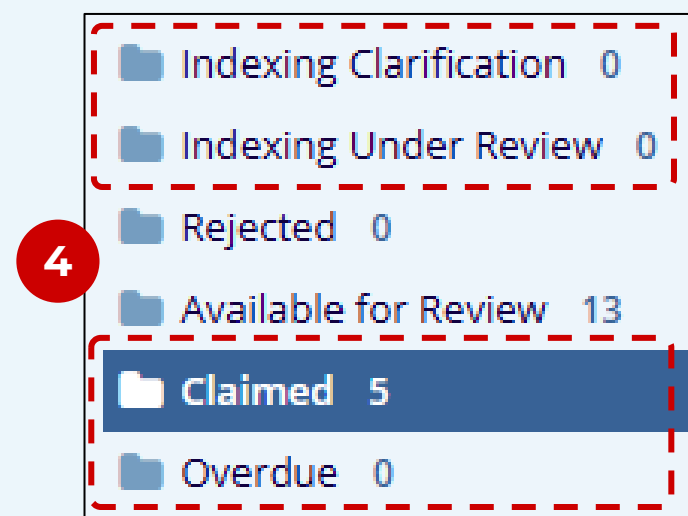 Indexing Clarification 0
Indexing Under Review 0
Rejected 0
4
Available for Review 13
Claimed 5
Overdue 0